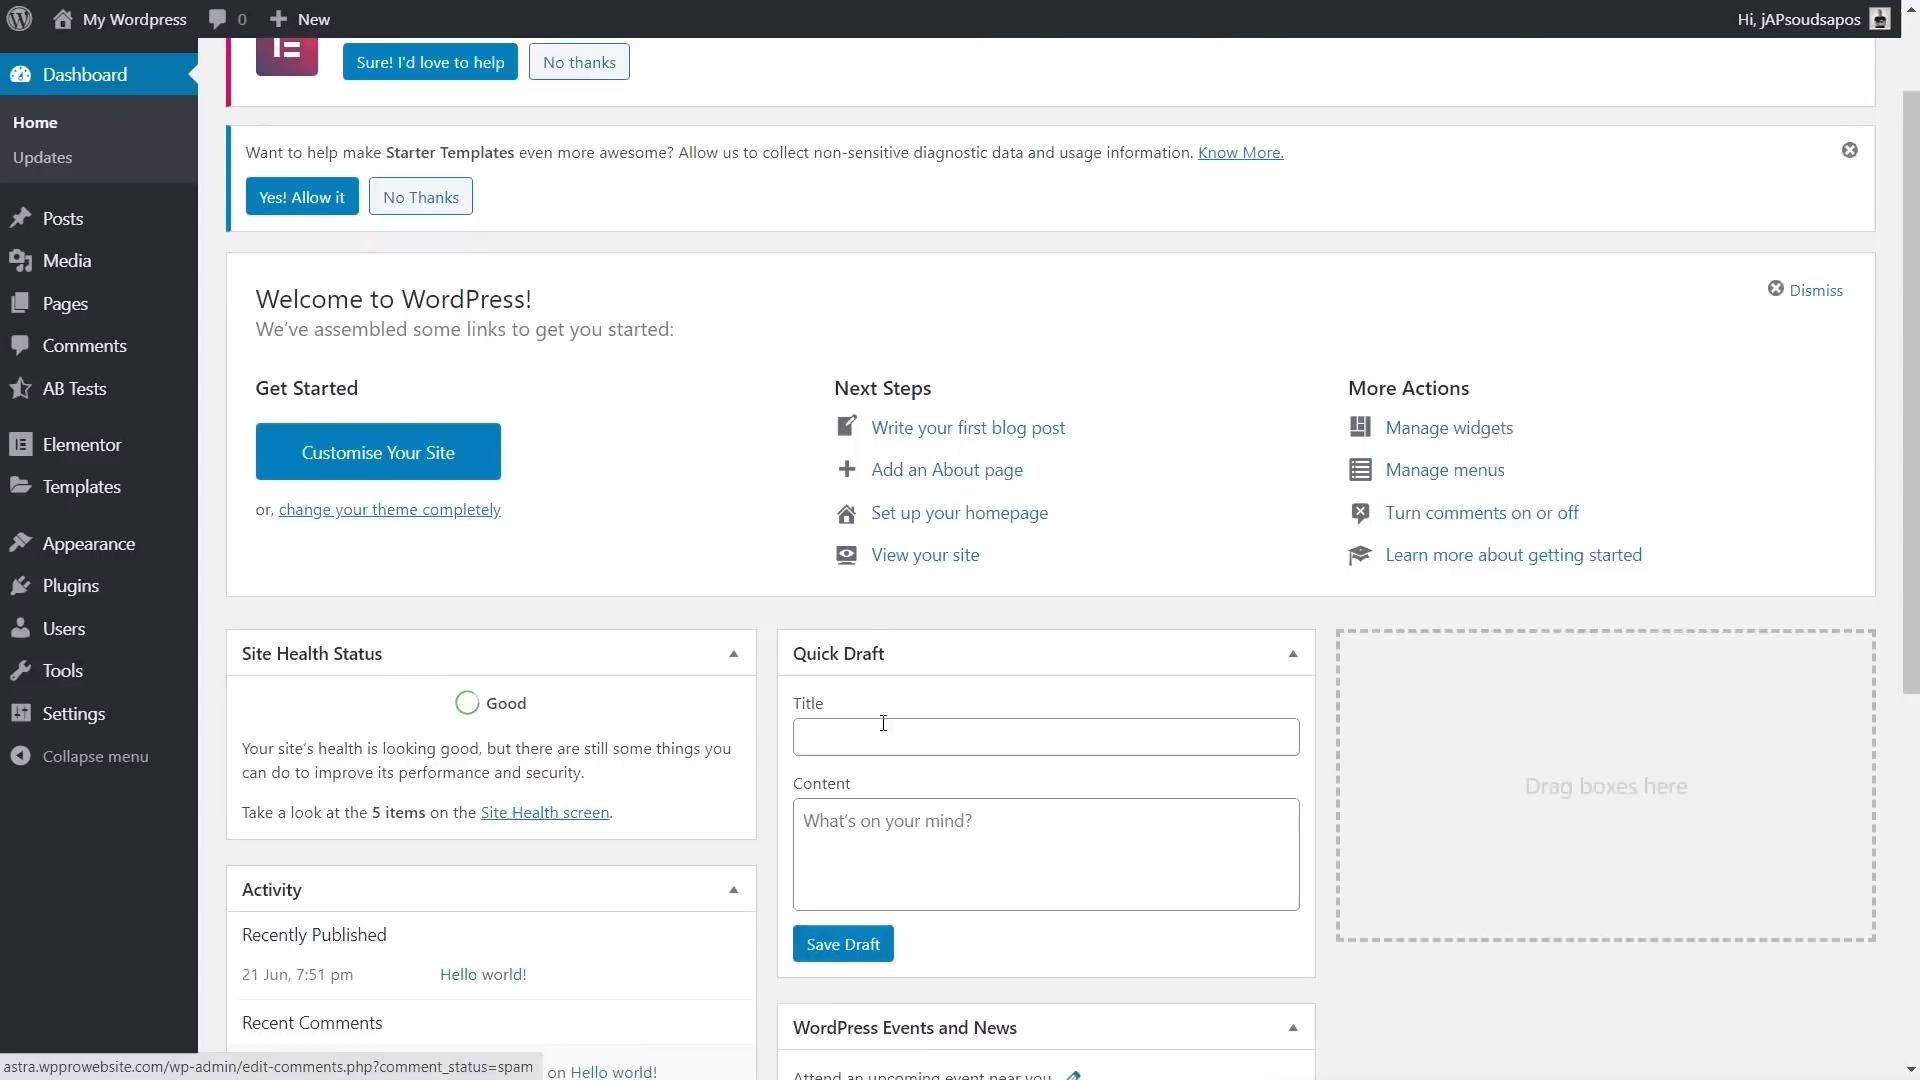 My Wordpress
0
New
Hi, jAPsoudsapos
Dashboard
Home
Updates
Posts
Media
Pages
Comments
AB Tests
Elementor
Templates
Appearance
Plugins
Users
Tools
Settings
Collapse menu
Sure! I'd love to help
No thanks
Want to help make Starter Templates even more awesome? Allow us to collect non-sensitive diagnostic data and usage information. Know More.
Yes! Allow it
No Thanks
Welcome to WordPress!
We've assembled some links to get you started:
Dismiss
Get Started
Customise Your Site
or, change your theme completely
Next Steps
Write your first blog post
Add an About page
Set up your homepage
View your site
More Actions
Manage widgets
Manage menus
Turn comments on or off
Learn more about getting started
Site Health Status
Good
Your site's health is looking good, but there are still some things you
can do to improve its performance and security.
Take a look at the 5 items on the Site Health screen.
Activity
Recently Published
21 Jun, 7:51 pm
Hello world!
Recent Comments
on Hello world!
Quick Draft
Title
Content
What's on your mind?
Save Draft
WordPress Events and News
Attend an upcoming event near you
Drag boxes here
astra.wpprowebsite.com/wp-admin/edit-comments.php?comment_status=spam